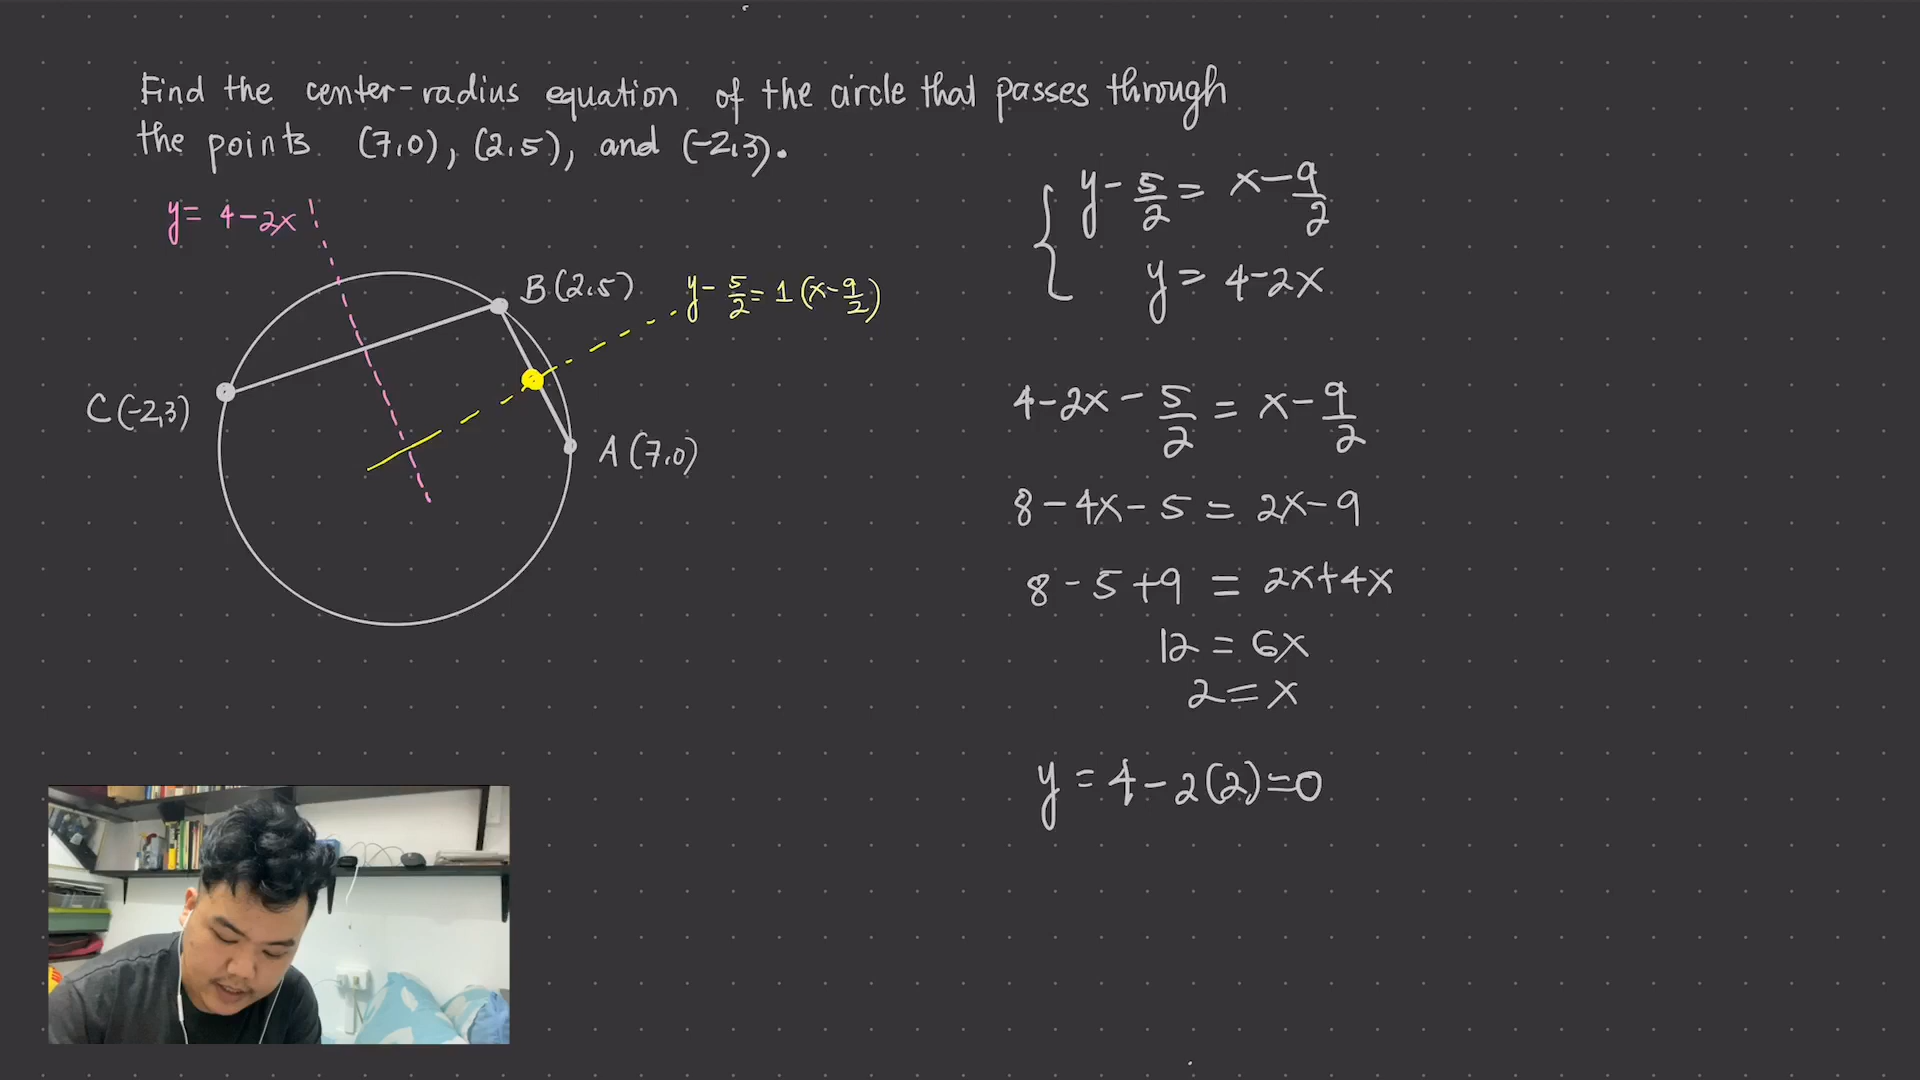 Find the center-radius equation of the circle that passes through
the points (7,0), (2,5), and (-2,3).
y = 4-2x
B (2,5)
y - 5/2 = 1 (x - 9/2)
C (-2,3)
A (7,0)
y - 5/2 = x - 9/2
y = 4-2x
4-2x - 5/2 = x - 9/2
8 - 4x - 5 = 2x - 9
8 - 5 + 9 = 2x+4x
12 = 6x
2 = x
y = 4 - 2(2) = 0